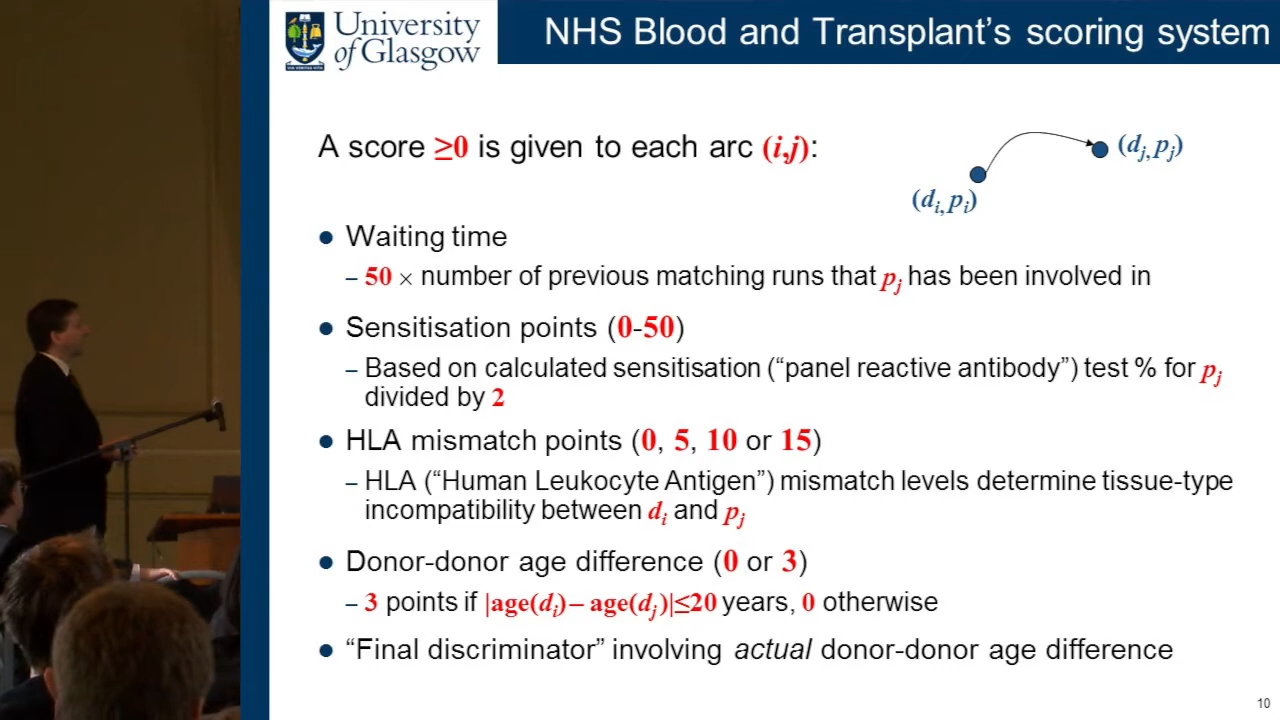 University
of Glasgow
NHS Blood and Transplant's scoring system
A score ≥0 is given to each arc (i,j):
(dj,pj)
(di,pi)
● Waiting time
– 50 × number of previous matching runs that pj has been involved in
● Sensitisation points (0-50)
– Based on calculated sensitisation ("panel reactive antibody") test % for pj
divided by 2
● HLA mismatch points (0, 5, 10 or 15)
– HLA ("Human Leukocyte Antigen") mismatch levels determine tissue-type
incompatibility between di and pj
● Donor-donor age difference (0 or 3)
– 3 points if |age(di)– age(dj)|≤20 years, 0 otherwise
● "Final discriminator" involving actual donor-donor age difference
10